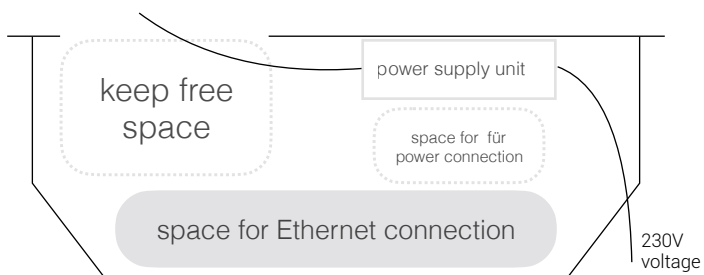 keep free
space
power supply unit
space for für
power connection
space for Ethernet connection
230V
voltage